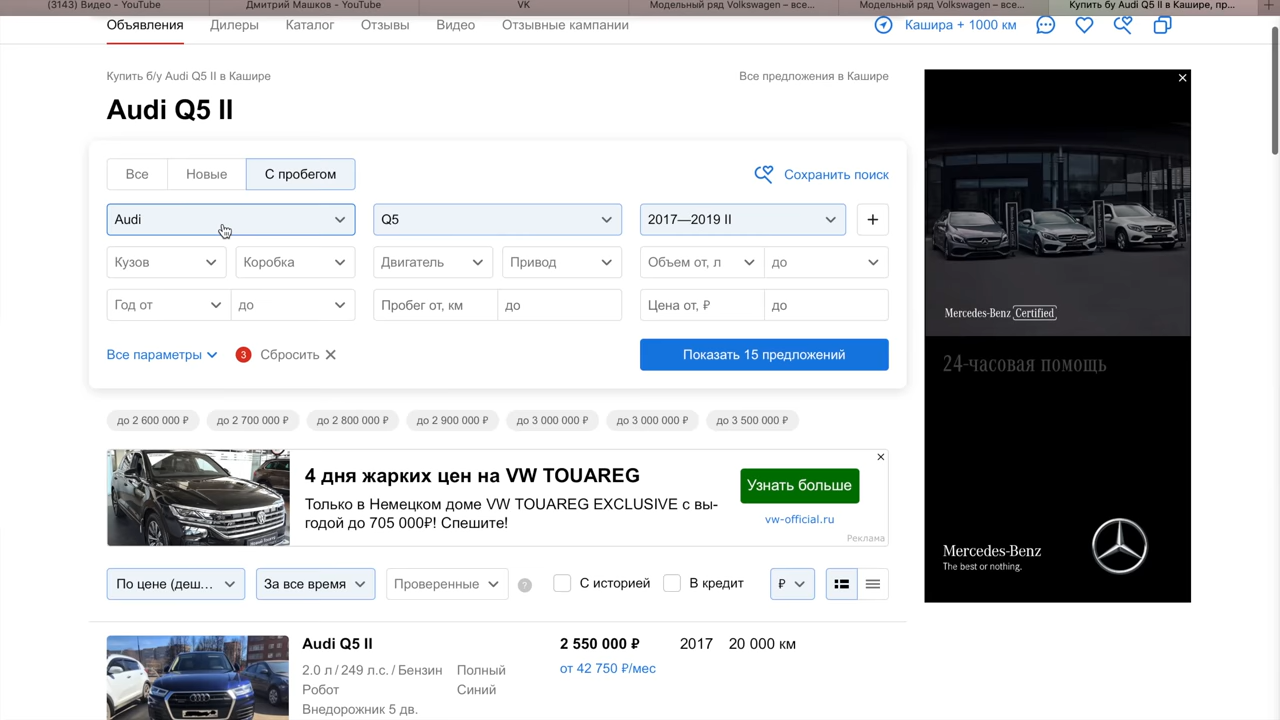 (3143) Видео - YouTube
Дмитрий Машков - YouTube
VK
Модельный ряд Volkswagen – все...
Модельный ряд Volkswagen – все...
Купить бу Audi Q5 II в Кашире, пр...
Объявления Дилеры Каталог Отзывы Видео Отзывные кампании
Кашира + 1000 км
Купить б/у Audi Q5 II в Кашире
Все предложения в Кашире
Audi Q5 II
Все Новые С пробегом
Сохранить поиск
Audi Q5 2017—2019 II +
Кузов Коробка Двигатель Привод Объем от, л до
Год от до Пробег от, км до Цена от, ₽ до
Все параметры 3 Сбросить
Показать 15 предложений
до 2 600 000 ₽ до 2 700 000 ₽ до 2 800 000 ₽ до 2 900 000 ₽ до 3 000 000 ₽ до 3 000 000 ₽ до 3 500 000 ₽
4 дня жарких цен на VW TOUAREG
Только в Немецком доме VW TOUAREG EXCLUSIVE с вы-
годой до 705 000₽! Спешите!
Узнать больше
vw-official.ru
Реклама
По цене (деш... За все время Проверенные ? С историей В кредит ₽
Audi Q5 II 2 550 000 ₽ 2017 20 000 км
2.0 л / 249 л.с. / Бензин Полный от 42 750 ₽/мес
Робот Синий
Внедорожник 5 дв.
Mercedes-Benz Certified
24-часовая помощь
Mercedes-Benz
The best or nothing.